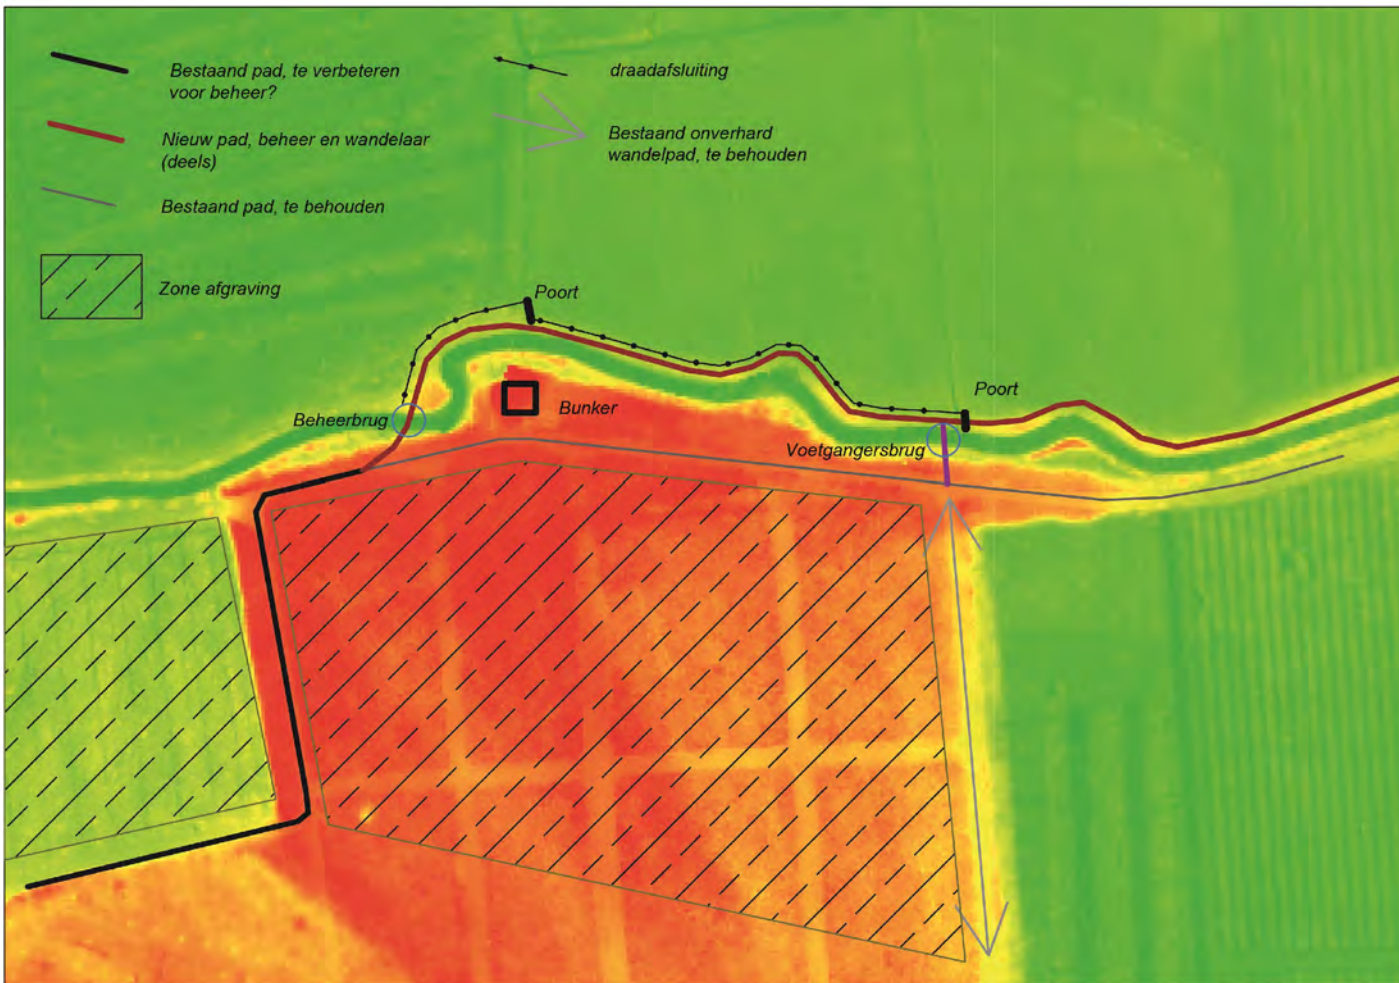 Bestaand pad, te verbeteren
voor beheer?
Nieuw pad, beheer en wandelaar
(deels)
Bestaand pad, te behouden
Zone afgraving
draadafsluiting
Bestaand onverhard
wandelpad, te behouden
Poort
Beheerbrug
Bunker
Poort
Voetgangersbrug